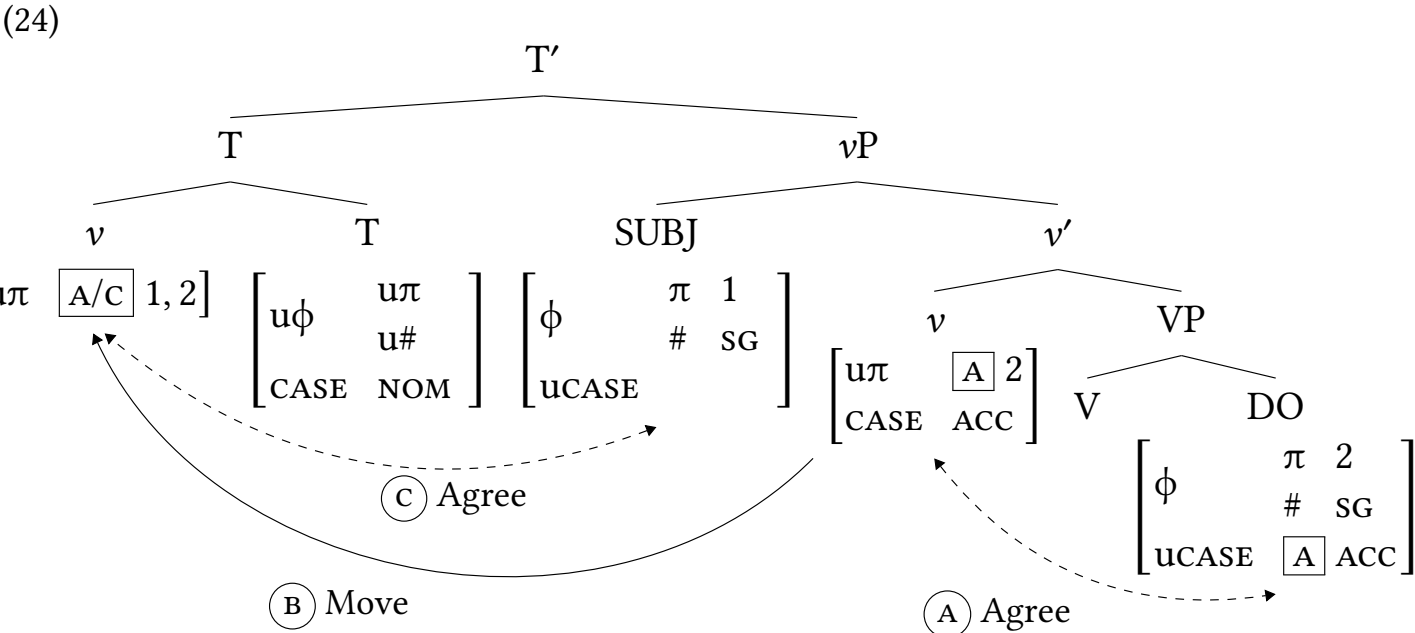 (24)
T′
T vP
v T SUBJ v′
uπ A/C 1, 2] [uϕ uπ u# CASE NOM] [ϕ π 1 # SG uCASE] v VP
[uπ A 2 CASE ACC] V DO
[ϕ π 2 # SG uCASE A ACC]
C Agree
B Move
A Agree